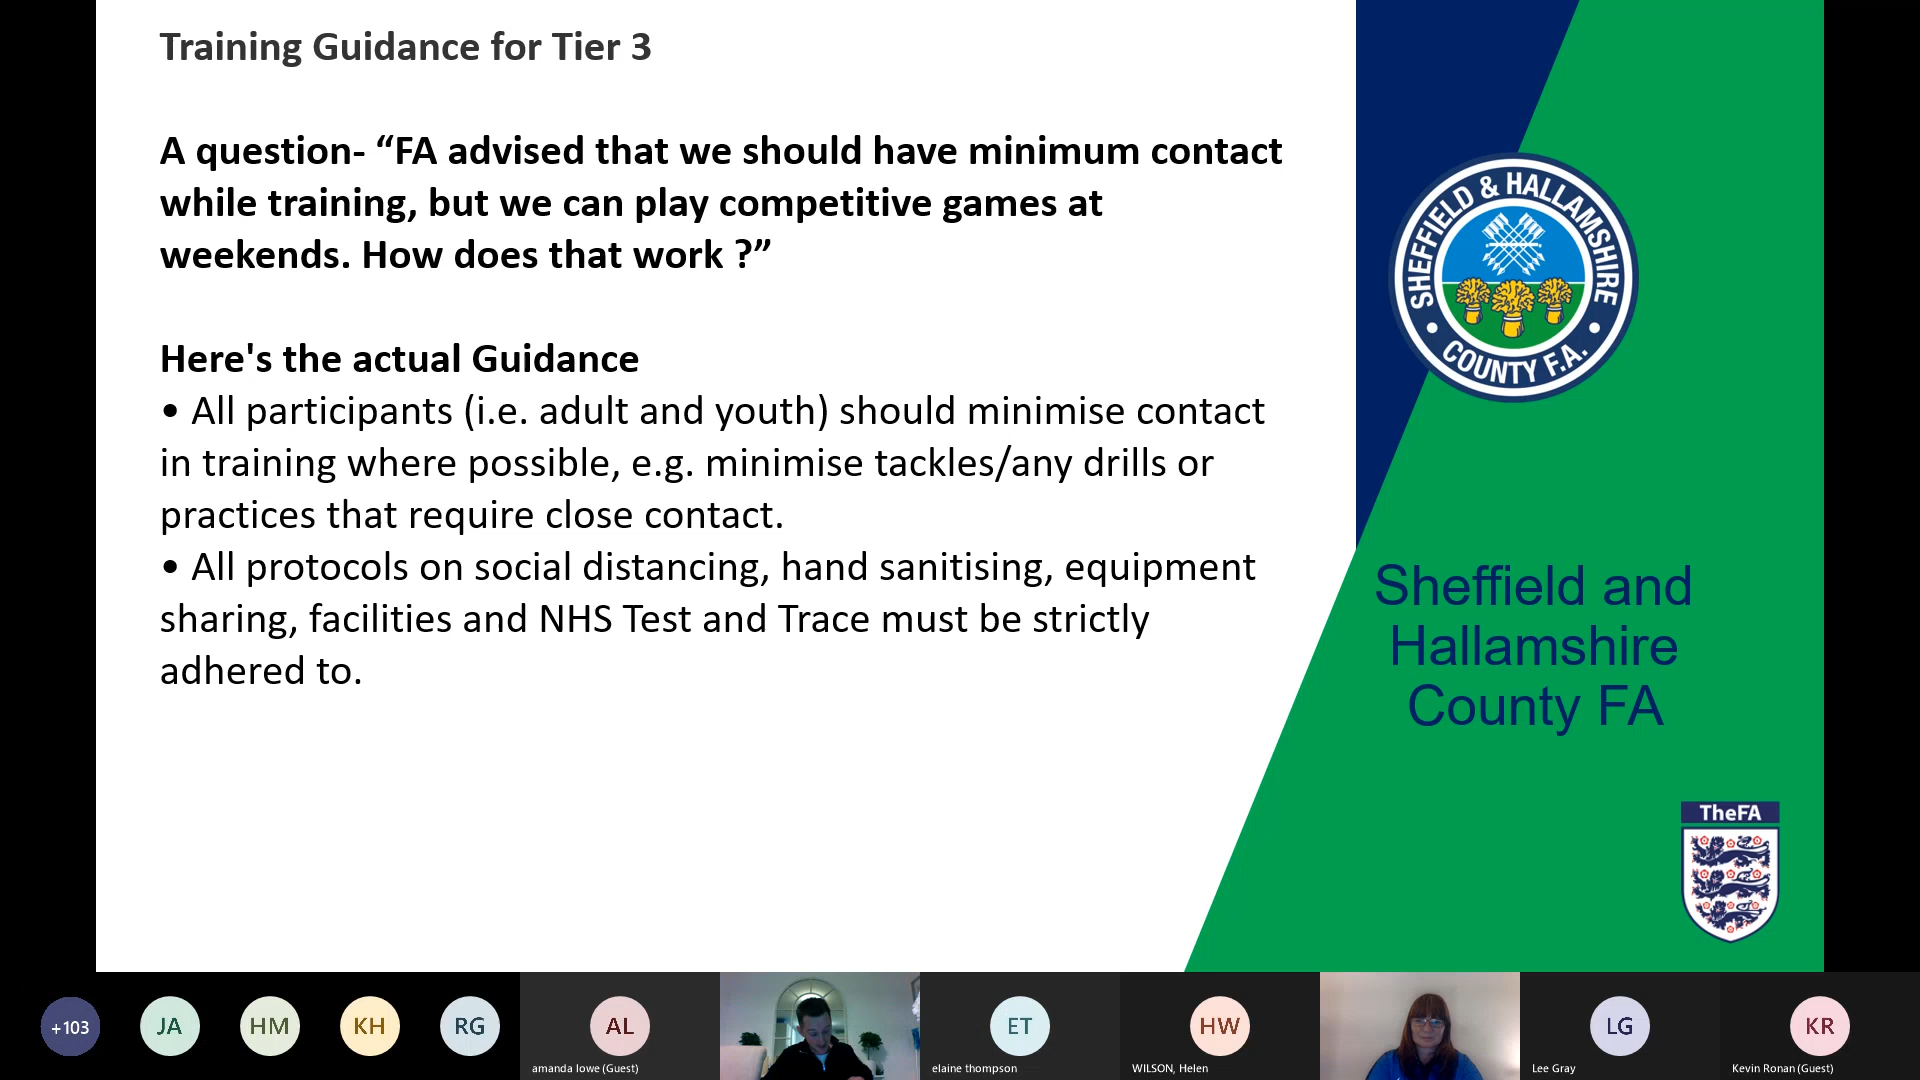 Training Guidance for Tier 3
A question- “FA advised that we should have minimum contact
while training, but we can play competitive games at
weekends. How does that work ?”
Here's the actual Guidance
• All participants (i.e. adult and youth) should minimise contact
in training where possible, e.g. minimise tackles/any drills or
practices that require close contact.
• All protocols on social distancing, hand sanitising, equipment
sharing, facilities and NHS Test and Trace must be strictly
adhered to.
SHEFFIELD & HALLAMSHIRE
• COUNTY F.A. •
Sheffield and
Hallamshire
County FA
TheFA
+103
JA
HM
KH
RG
AL
amanda lowe (Guest)
ET
elaine thompson
HW
WILSON, Helen
LG
Lee Gray
KR
Kevin Ronan (Guest)